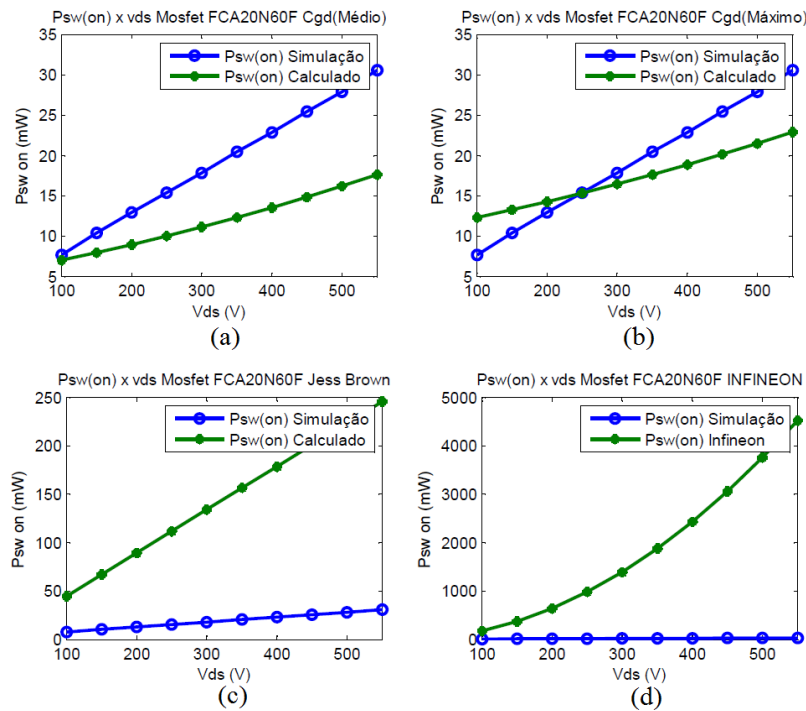 Psw(on) x vds Mosfet FCA20N60F Cgd(Médio)
35
30
25
20
15
10
5
Psw on (mW)
Psw(on) Simulação
Psw(on) Calculado
100 200 300 400 500
Vds (V)
(a)
Psw(on) x vds Mosfet FCA20N60F Cgd(Máximo)
35
30
25
20
15
10
5
Psw on (mW)
Psw(on) Simulação
Psw(on) Calculado
100 200 300 400 500
Vds (V)
(b)
Psw(on) x vds Mosfet FCA20N60F Jess Brown
250
200
150
100
50
0
Psw on (mW)
Psw(on) Simulação
Psw(on) Calculado
100 200 300 400 500
Vds (V)
(c)
Psw(on) x vds Mosfet FCA20N60F INFINEON
5000
4000
3000
2000
1000
0
Psw on (mW)
Psw(on) Simulação
Psw(on) Infineon
100 200 300 400 500
Vds (V)
(d)